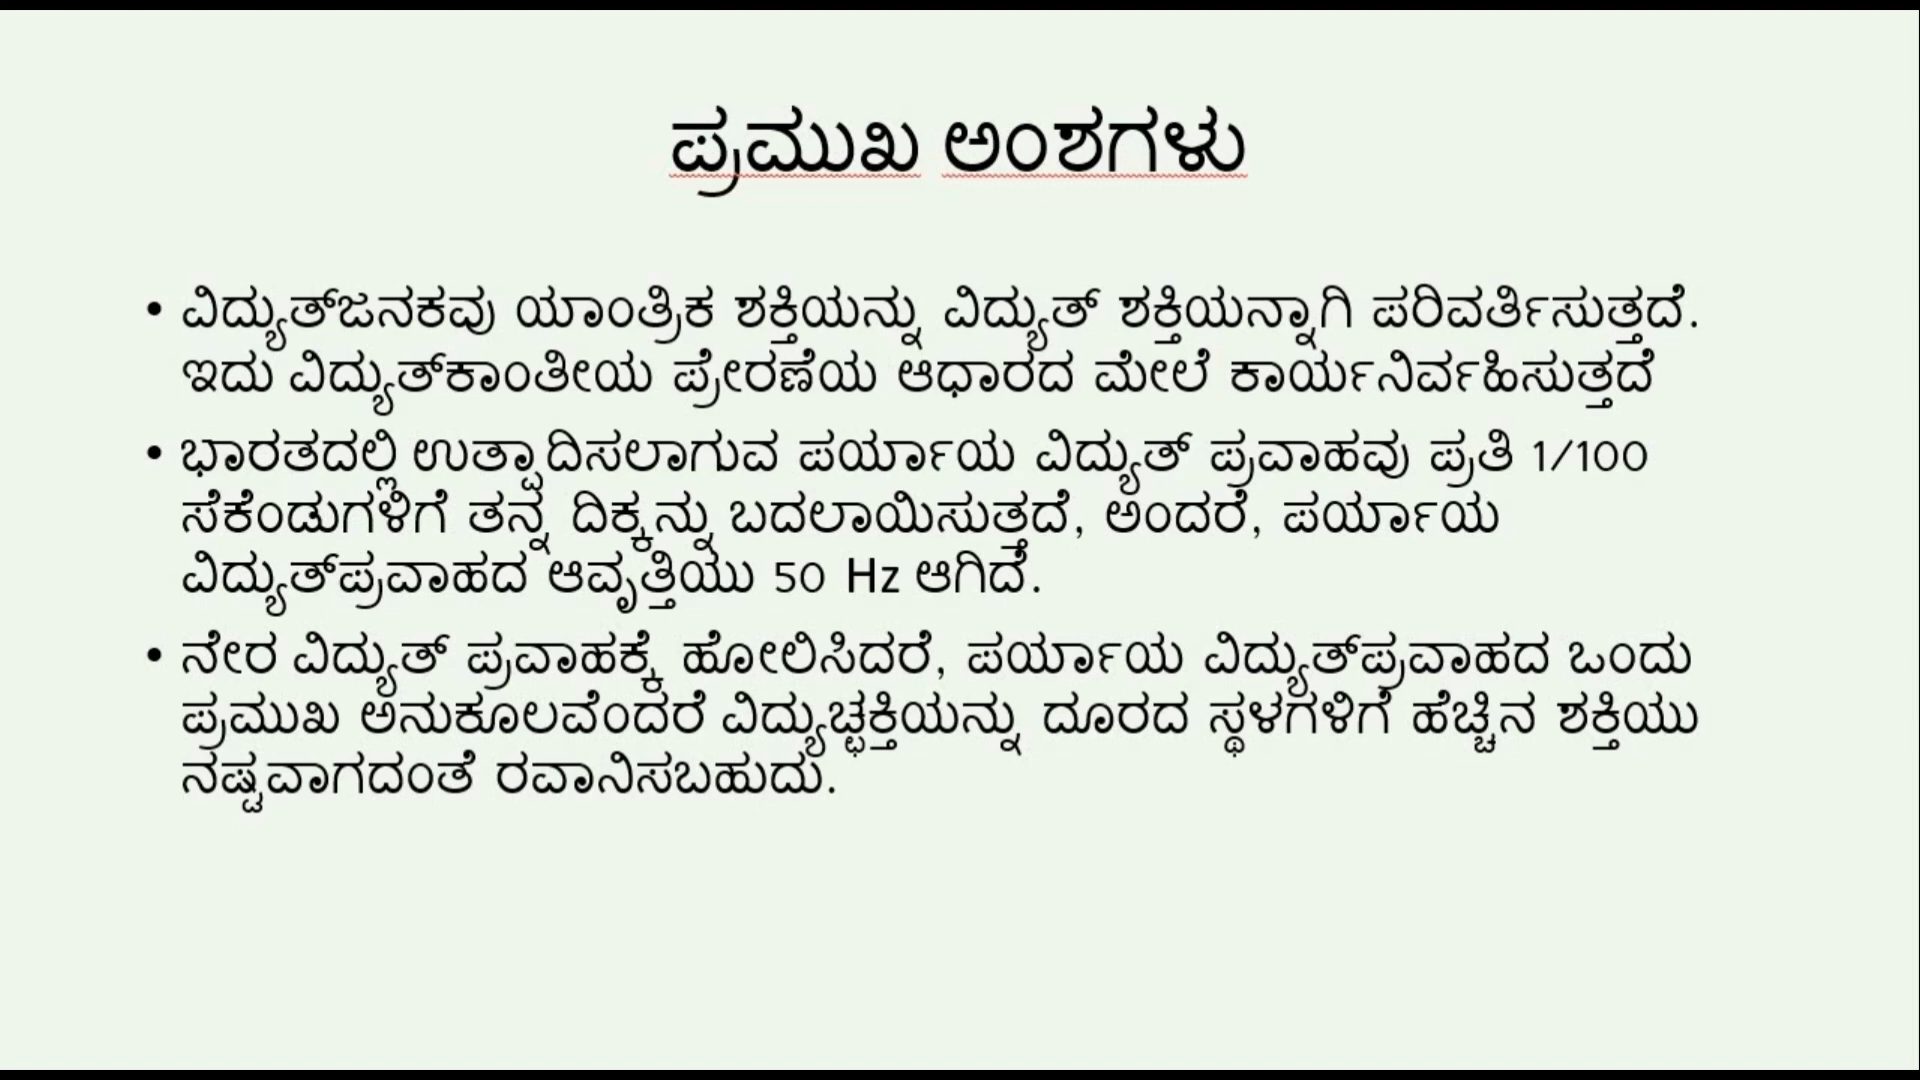 ಪ್ರಮುಖ ಅಂಶಗಳು
• ವಿದ್ಯುತ್‌ಜನಕವು ಯಾಂತ್ರಿಕ ಶಕ್ತಿಯನ್ನು ವಿದ್ಯುತ್ ಶಕ್ತಿಯನ್ನಾಗಿ ಪರಿವರ್ತಿಸುತ್ತದೆ.
ಇದು ವಿದ್ಯುತ್‌ಕಾಂತೀಯ ಪ್ರೇರಣೆಯ ಆಧಾರದ ಮೇಲೆ ಕಾರ್ಯನಿರ್ವಹಿಸುತ್ತದೆ
• ಭಾರತದಲ್ಲಿ ಉತ್ಪಾದಿಸಲಾಗುವ ಪರ್ಯಾಯ ವಿದ್ಯುತ್ ಪ್ರವಾಹವು ಪ್ರತಿ 1/100
ಸೆಕೆಂಡುಗಳಿಗೆ ತನ್ನ ದಿಕ್ಕನ್ನು ಬದಲಾಯಿಸುತ್ತದೆ, ಅಂದರೆ, ಪರ್ಯಾಯ
ವಿದ್ಯುತ್‌ಪ್ರವಾಹದ ಆವೃತ್ತಿಯು 50 Hz ಆಗಿದೆ.
• ನೇರ ವಿದ್ಯುತ್ ಪ್ರವಾಹಕ್ಕೆ ಹೋಲಿಸಿದರೆ, ಪರ್ಯಾಯ ವಿದ್ಯುತ್‌ಪ್ರವಾಹದ ಒಂದು
ಪ್ರಮುಖ ಅನುಕೂಲವೆಂದರೆ ವಿದ್ಯುಚ್ಛಕ್ತಿಯನ್ನು ದೂರದ ಸ್ಥಳಗಳಿಗೆ ಹೆಚ್ಚಿನ ಶಕ್ತಿಯು
ನಷ್ಟವಾಗದಂತೆ ರವಾನಿಸಬಹುದು.